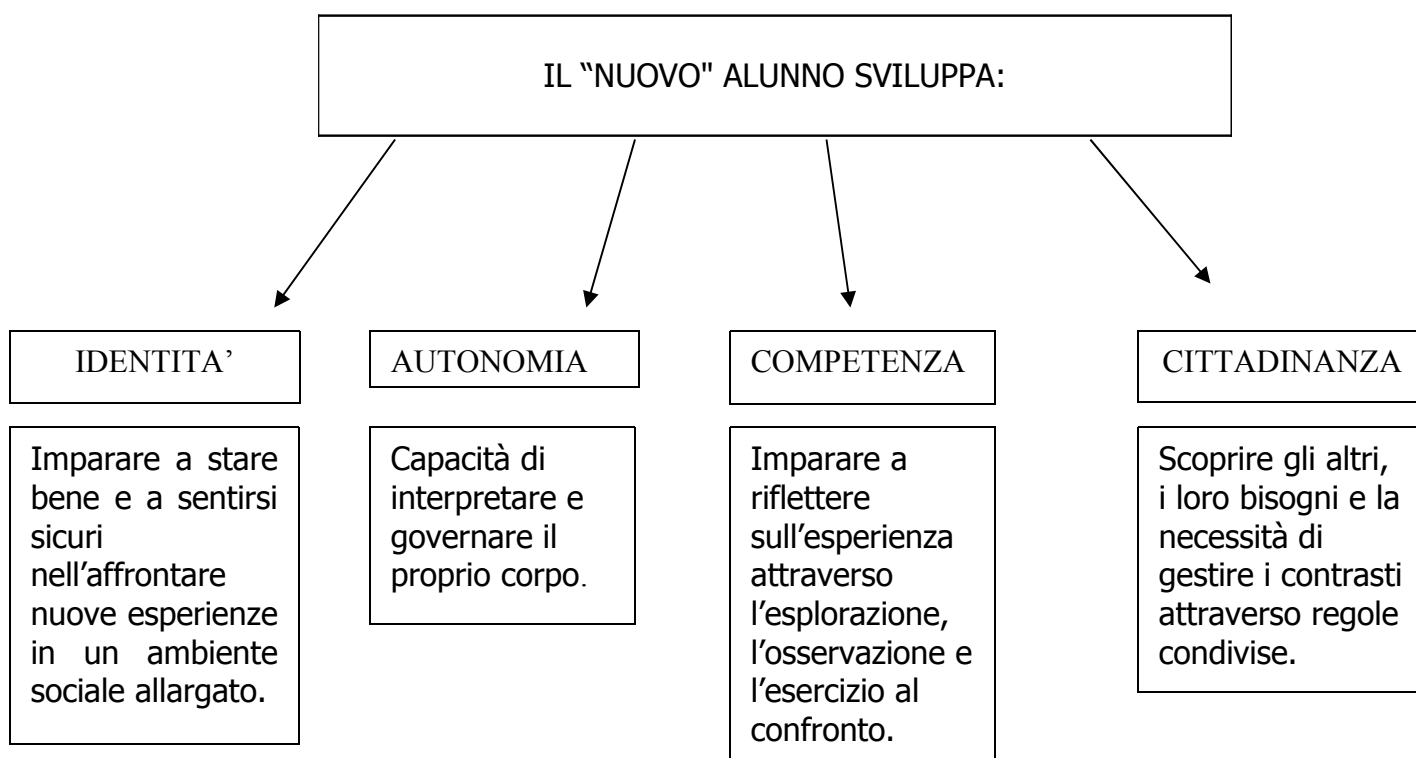 IL “NUOVO" ALUNNO SVILUPPA:
IDENTITA’
AUTONOMIA
COMPETENZA
CITTADINANZA
Imparare a stare
bene e a sentirsi
sicuri
nell’affrontare
nuove esperienze
in un ambiente
sociale allargato.
Capacità di
interpretare e
governare il
proprio corpo.
Imparare a
riflettere
sull’esperienza
attraverso
l’esplorazione,
l’osservazione e
l’esercizio al
confronto.
Scoprire gli altri,
i loro bisogni e la
necessità di
gestire i contrasti
attraverso regole
condivise.